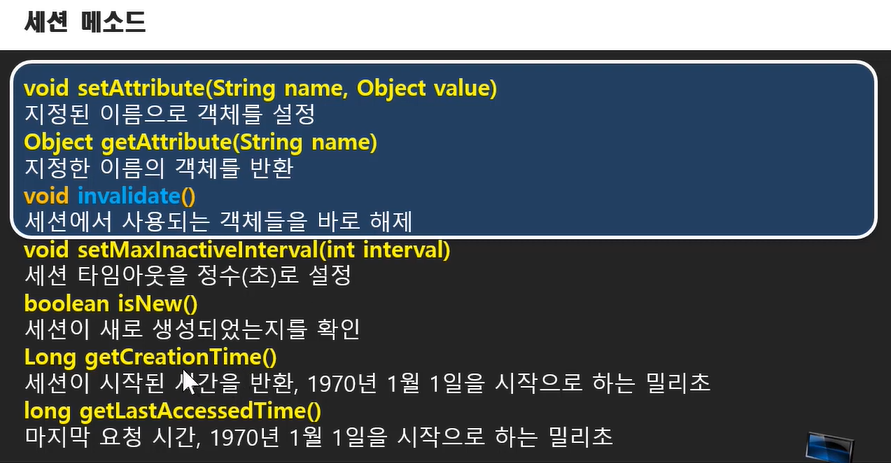 세션 메소드
void setAttribute(String name, Object value)
지정된 이름으로 객체를 설정
Object getAttribute(String name)
지정한 이름의 객체를 반환
void invalidate()
세션에서 사용되는 객체들을 바로 해제
void setMaxInactiveInterval(int interval)
세션 타임아웃을 정수(초)로 설정
boolean isNew()
세션이 새로 생성되었는지를 확인
Long getCreationTime()
세션이 시작된 시간을 반환, 1970년 1월 1일을 시작으로 하는 밀리초
long getLastAccessedTime()
마지막 요청 시간, 1970년 1월 1일을 시작으로 하는 밀리초